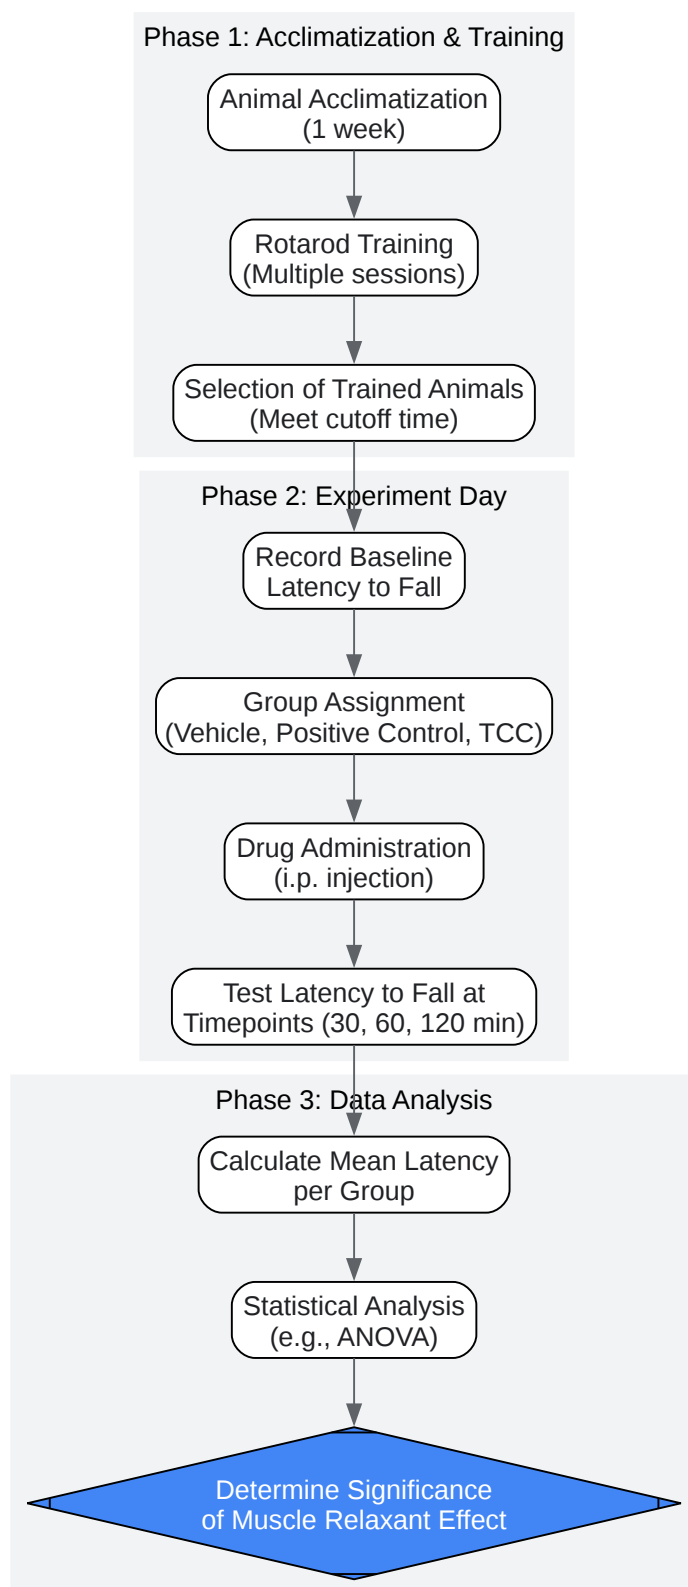 Phase 1: Acclimatization & Training
Animal Acclimatization
(1 week)
Rotarod Training
(Multiple sessions)
Selection of Trained Animals
(Meet cutoff time)
Phase 2: Experiment Day
Record Baseline
Latency to Fall
Group Assignment
(Vehicle, Positive Control, TCC)
Drug Administration
(i.p. injection)
Test Latency to Fall at
Timepoints (30, 60, 120 min)
Phase 3: Data Analysis
Calculate Mean Latency
per Group
Statistical Analysis
(e.g., ANOVA)
Determine Significance
of Muscle Relaxant Effect